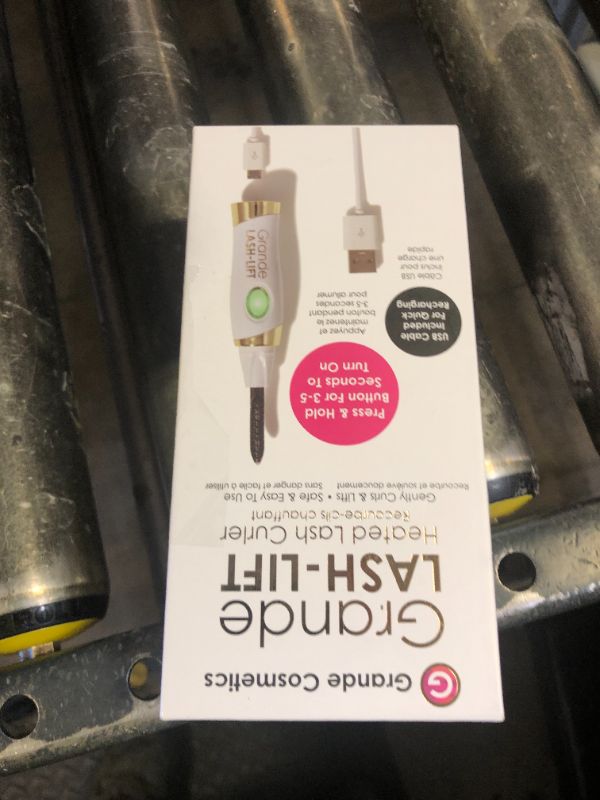 G Grande Cosmetics
Grande
LASH-LIFT
Heated Lash Curler
Recourbe-cils chauffant
Gently Curls & Lifts • Safe & Easy To Use
Recourbe et soulève doucement Sans danger et facile à utiliser
Press & Hold
Button For 3-5
Seconds To
Turn On
Appuyez et
maintenez le
bouton pendant
3-5 secondes
pour allumer
USB Cable
Included
For Quick
Recharging
Câble USB
inclus pour
une charge
rapide
Grande
LASH-LIFT